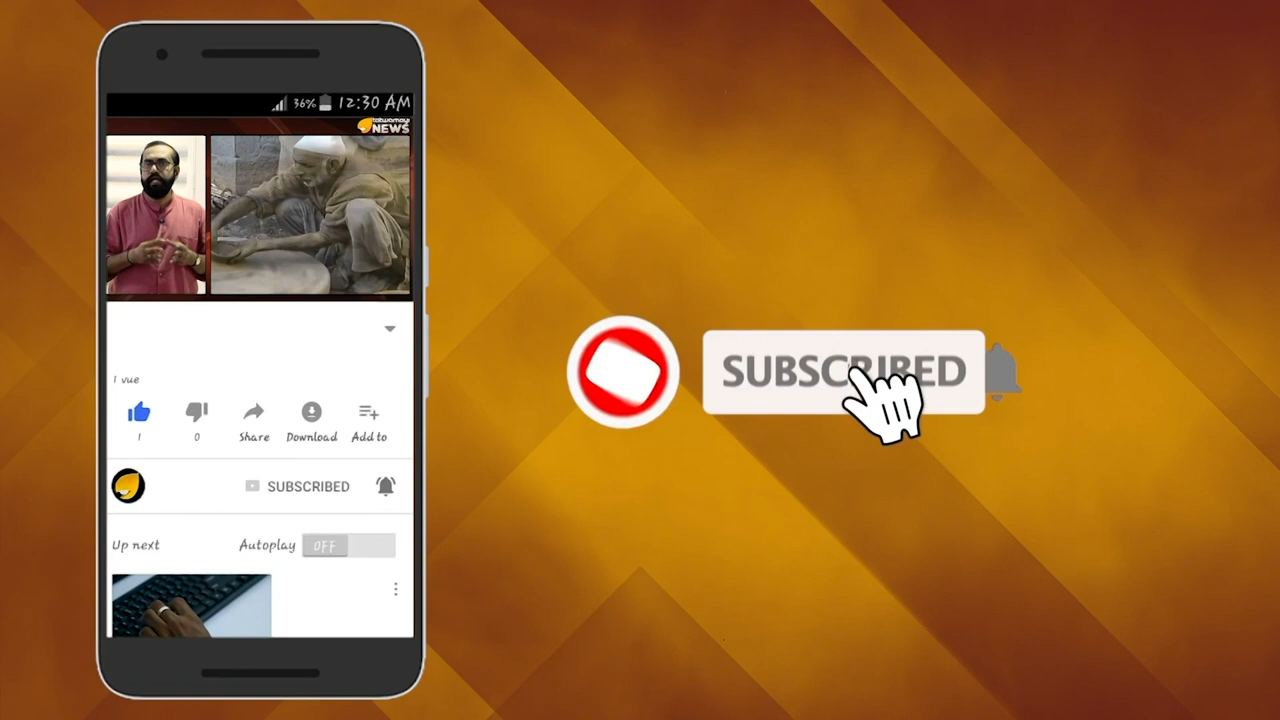 36% 12:30 AM
tatwamayi
NEWS
1 vue
1
0
Share
Download
Add to
SUBSCRIBED
Up next
Autoplay
OFF
SUBSCRIBED